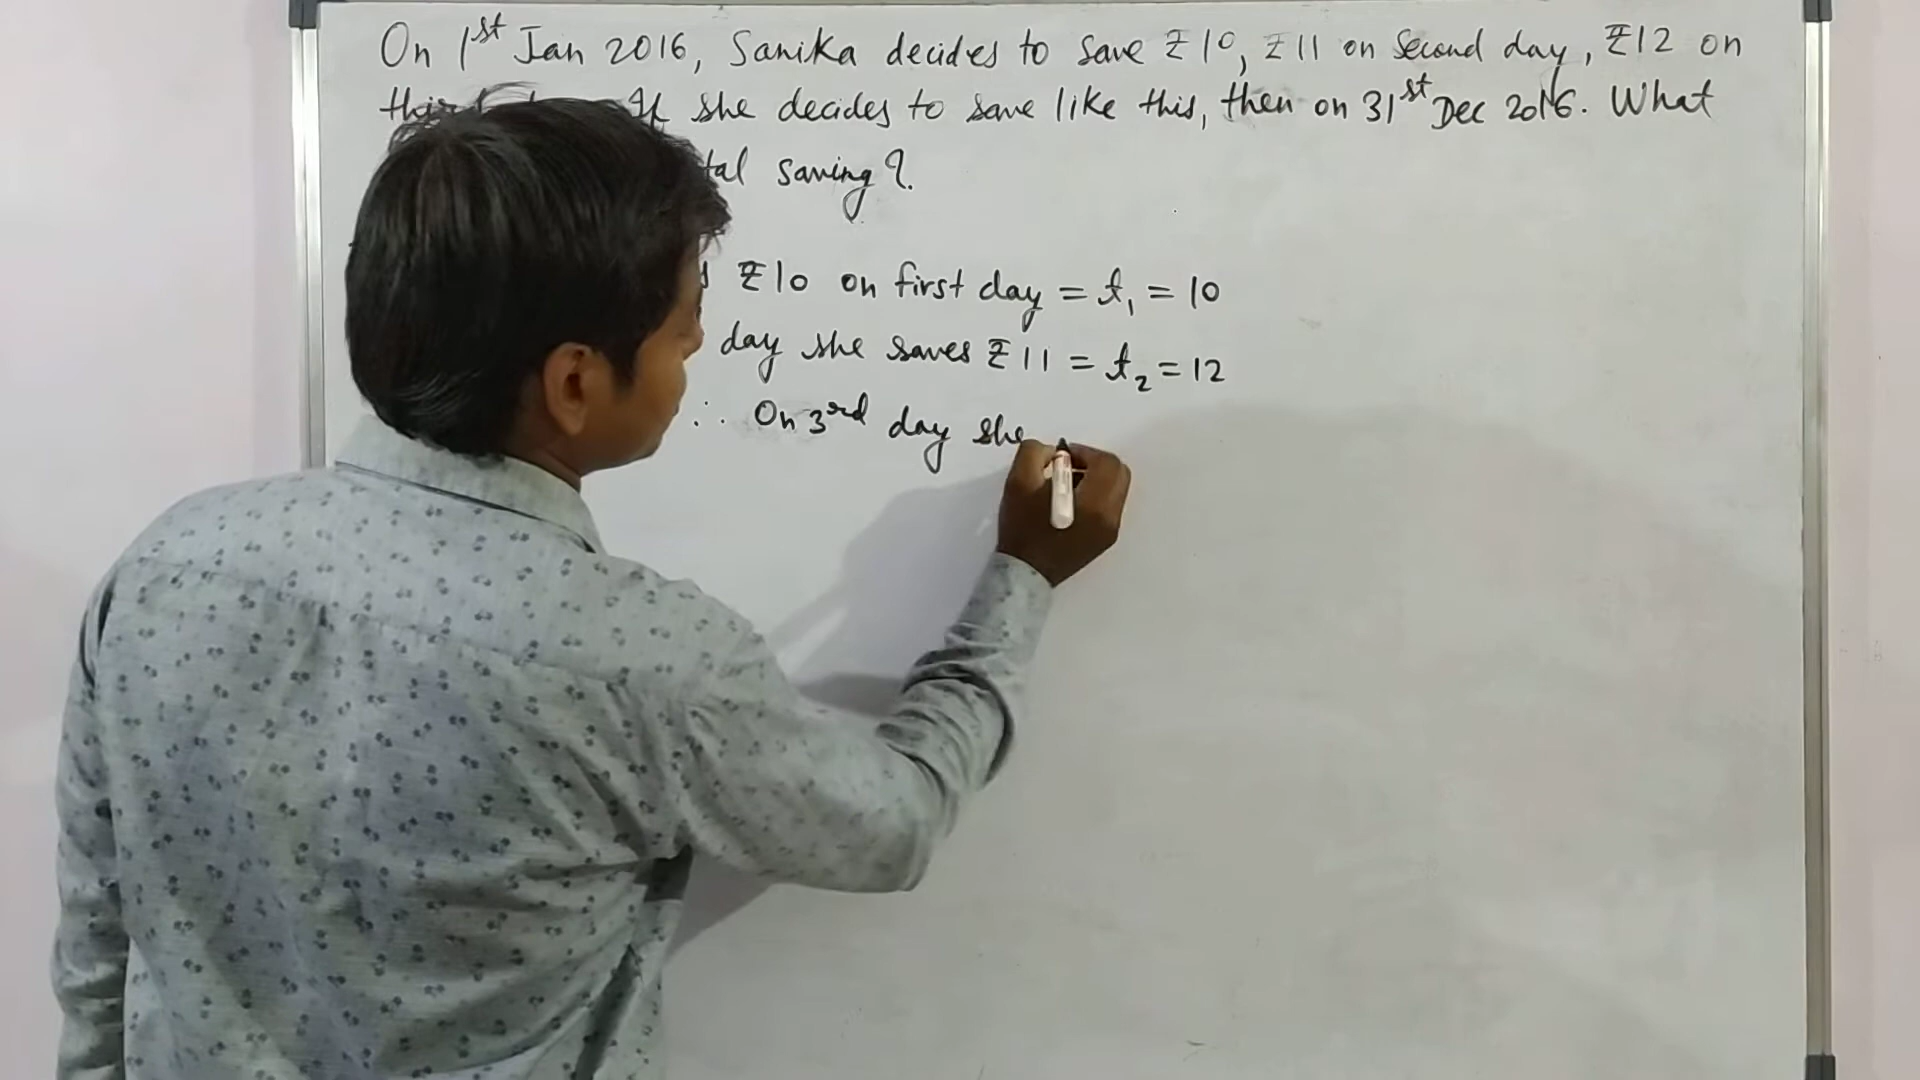 On 1st Jan 2016, Sanika decides to save ₹10, ₹11 on second day, ₹12 on
If she decides to save like this, then on 31st Dec 2016. What
saving?
₹10 on first day = t₁ = 10
day she saves ₹11 = t₂ = 12
∴ On 3rd day she